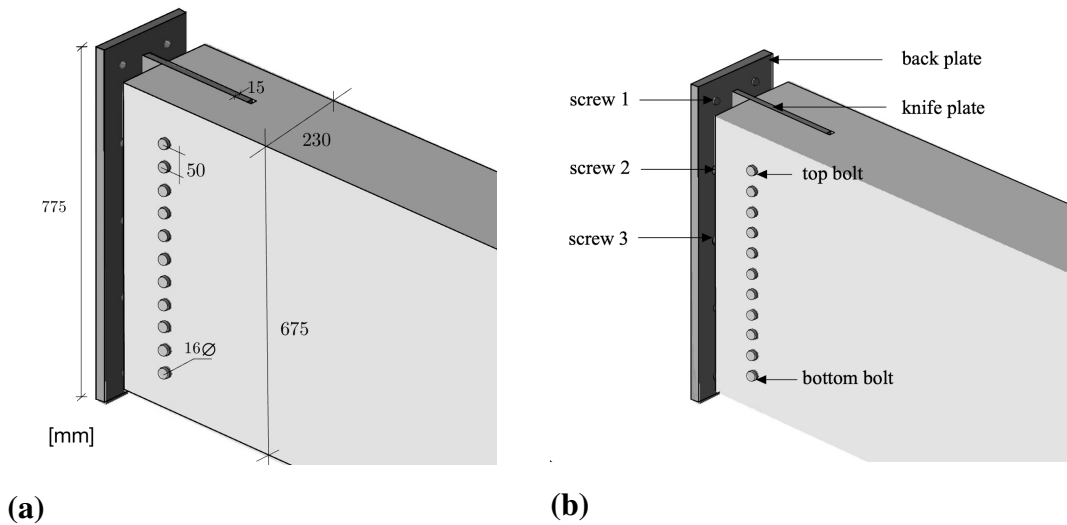 15
230
50
775
675
16∅
[mm]
(a)
back plate
screw 1
knife plate
screw 2
top bolt
screw 3
bottom bolt
(b)